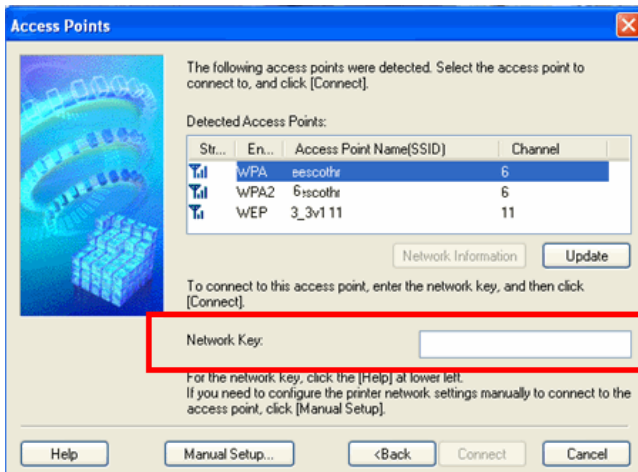 Access Points
The following access points were detected. Select the access point to
connect to, and click [Connect].
Detected Access Points:
Str... En... Access Point Name(SSID) Channel
WPA eescothr 6
WPA2 6scothr 6
WEP 3_3v1 11 11
Network Information Update
To connect to this access point, enter the network key, and then click
[Connect].
Network Key:
For the network key, click the [Help] at lower left.
If you need to configure the printer network settings manually to connect to the
access point, click [Manual Setup].
Help Manual Setup... <Back Connect Cancel